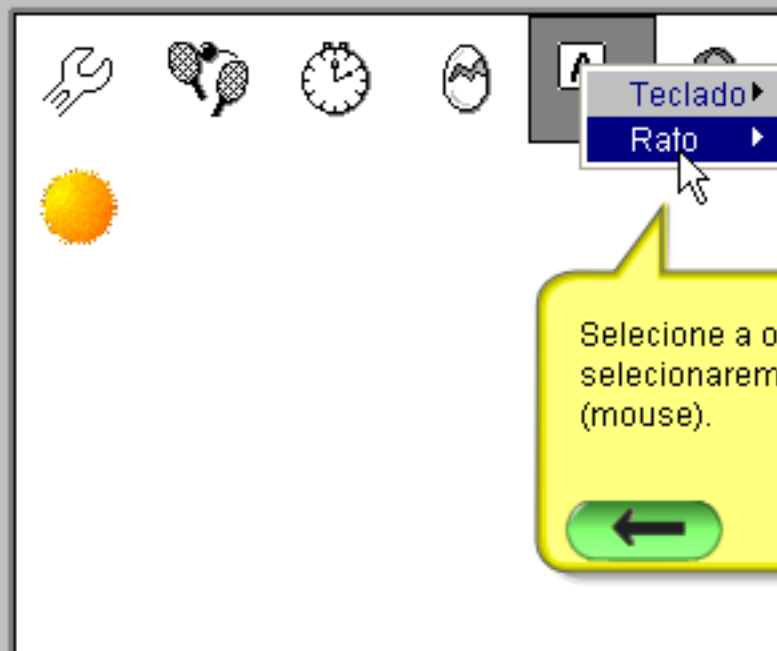 A
Teclado
Rato
Selecione a o
selecionarem
(mouse).